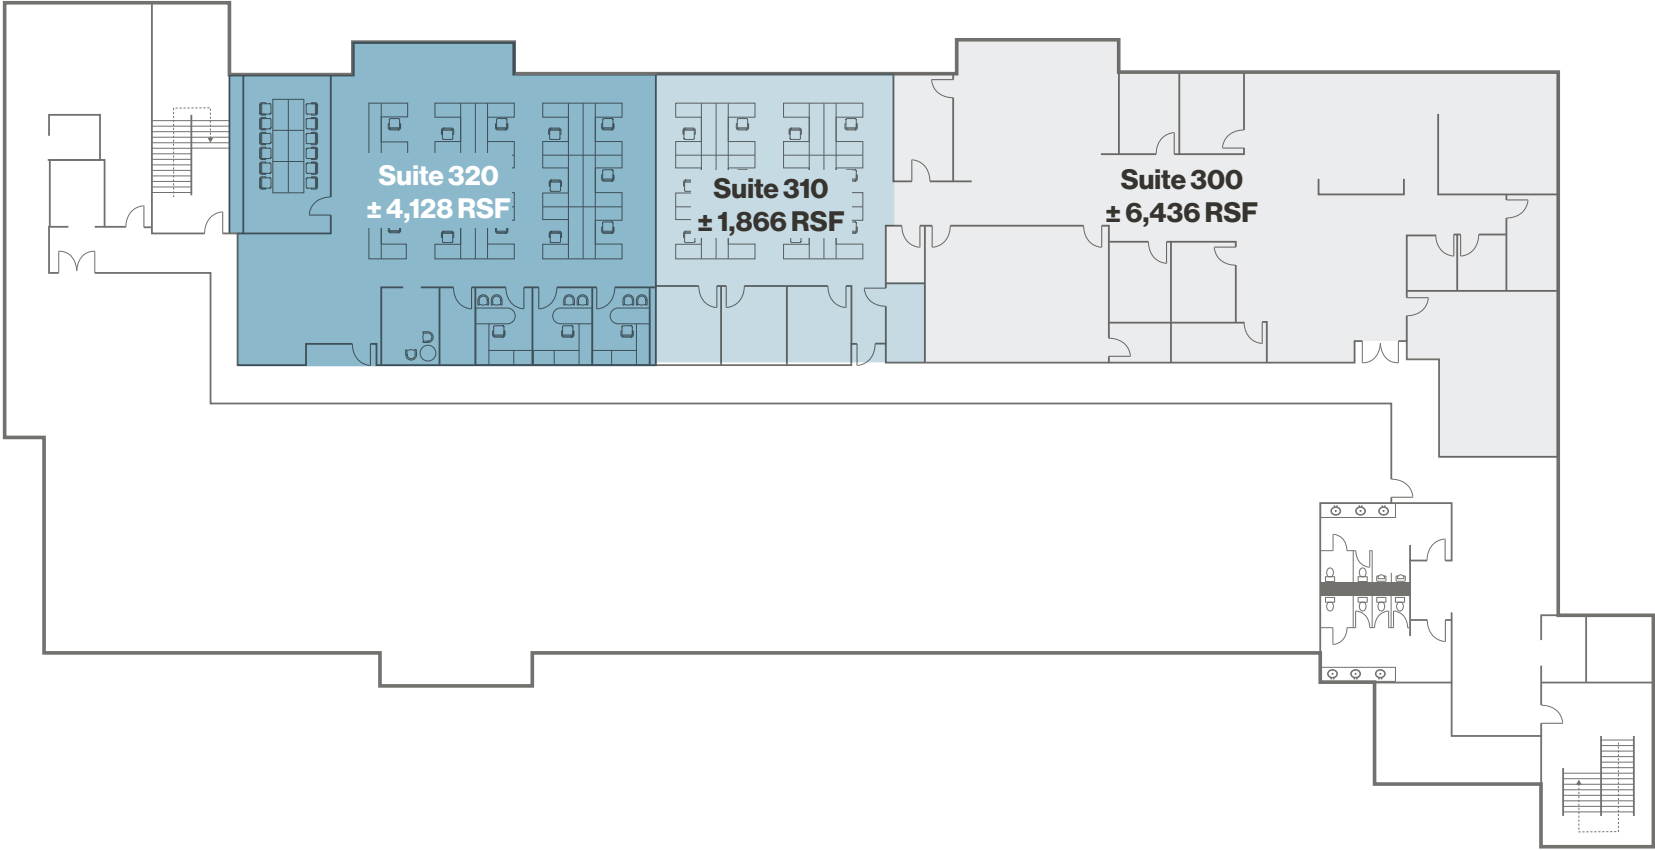 Suite 320
± 4,128 RSF
Suite 310
± 1,866 RSF
Suite 300
± 6,436 RSF